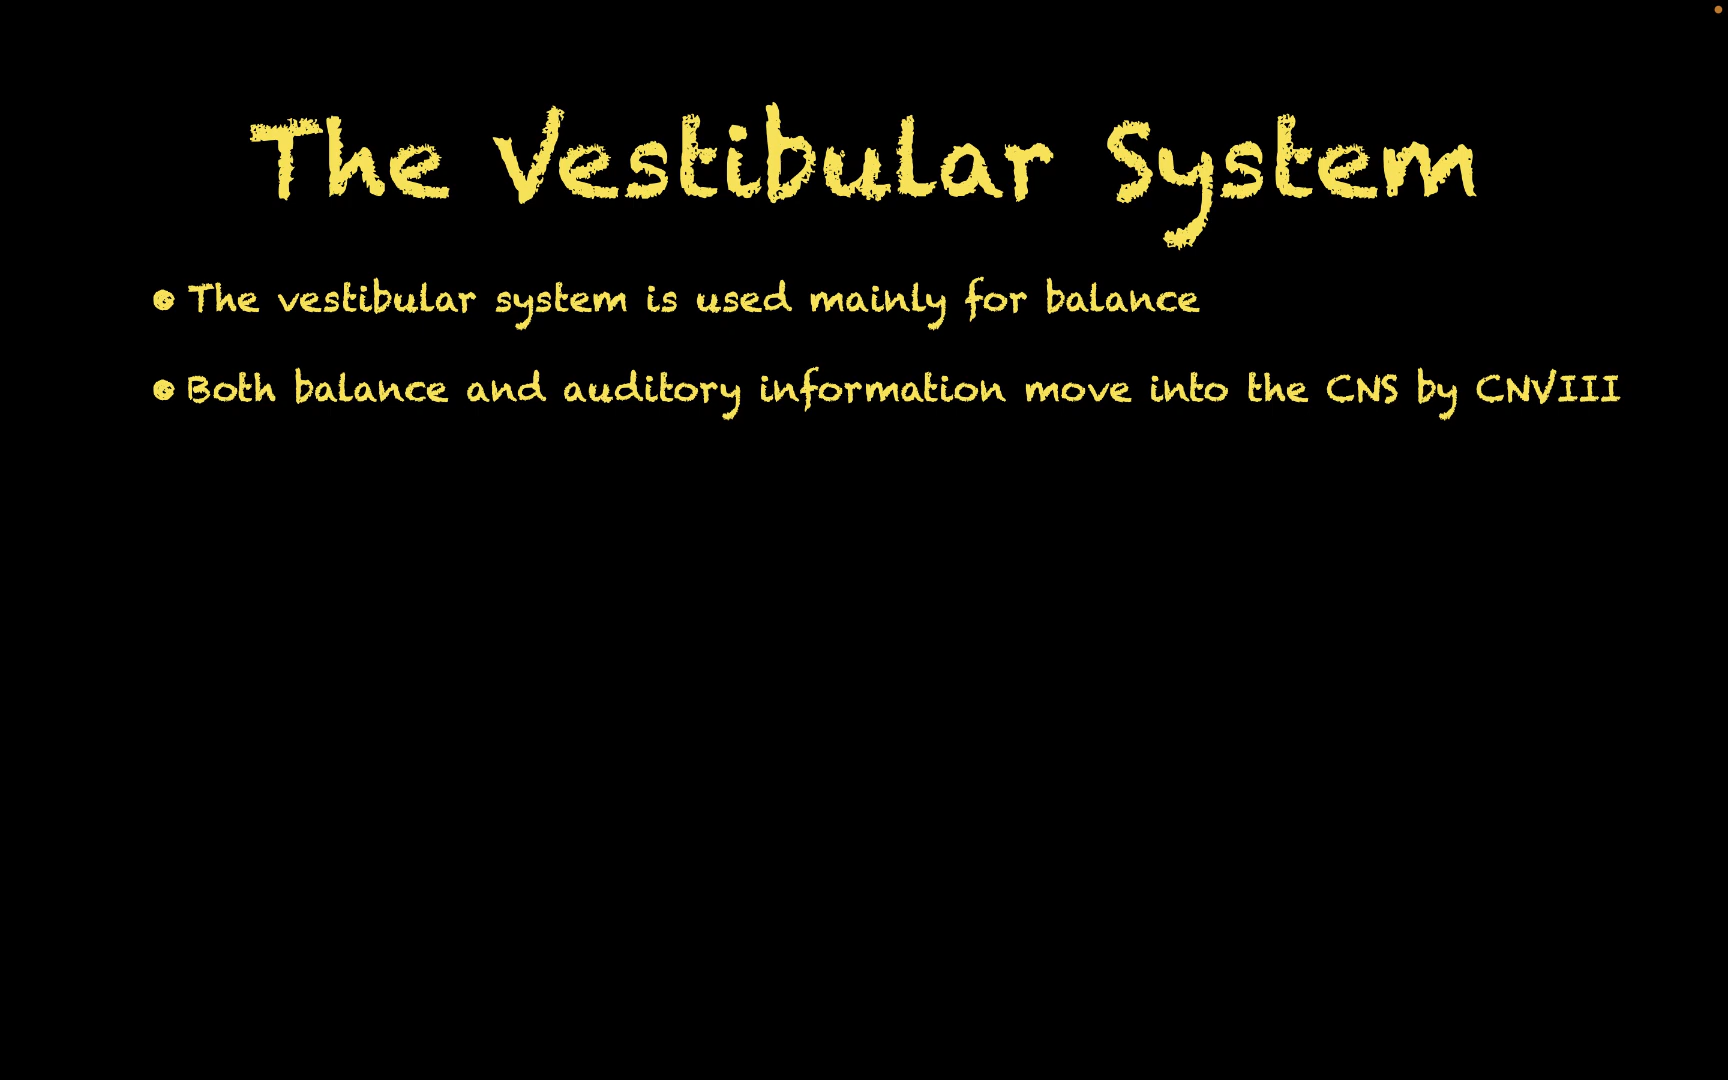 The Vestibular System
• The vestibular system is used mainly for balance
• Both balance and auditory information move into the CNS by CNVIII